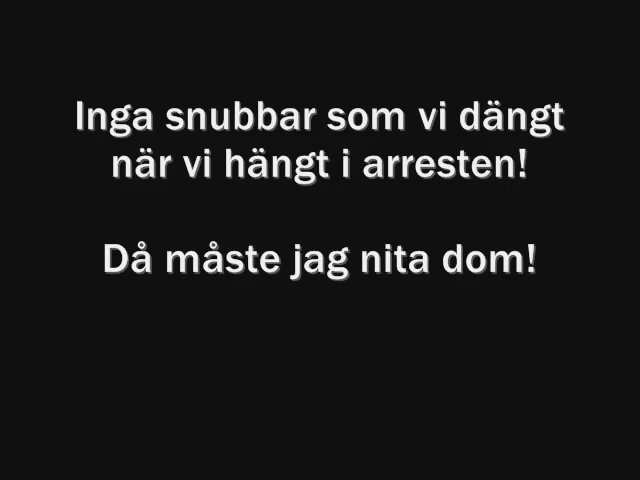 Inga snubbar som vi dängt
när vi hängt i arresten!
Då måste jag nita dom!